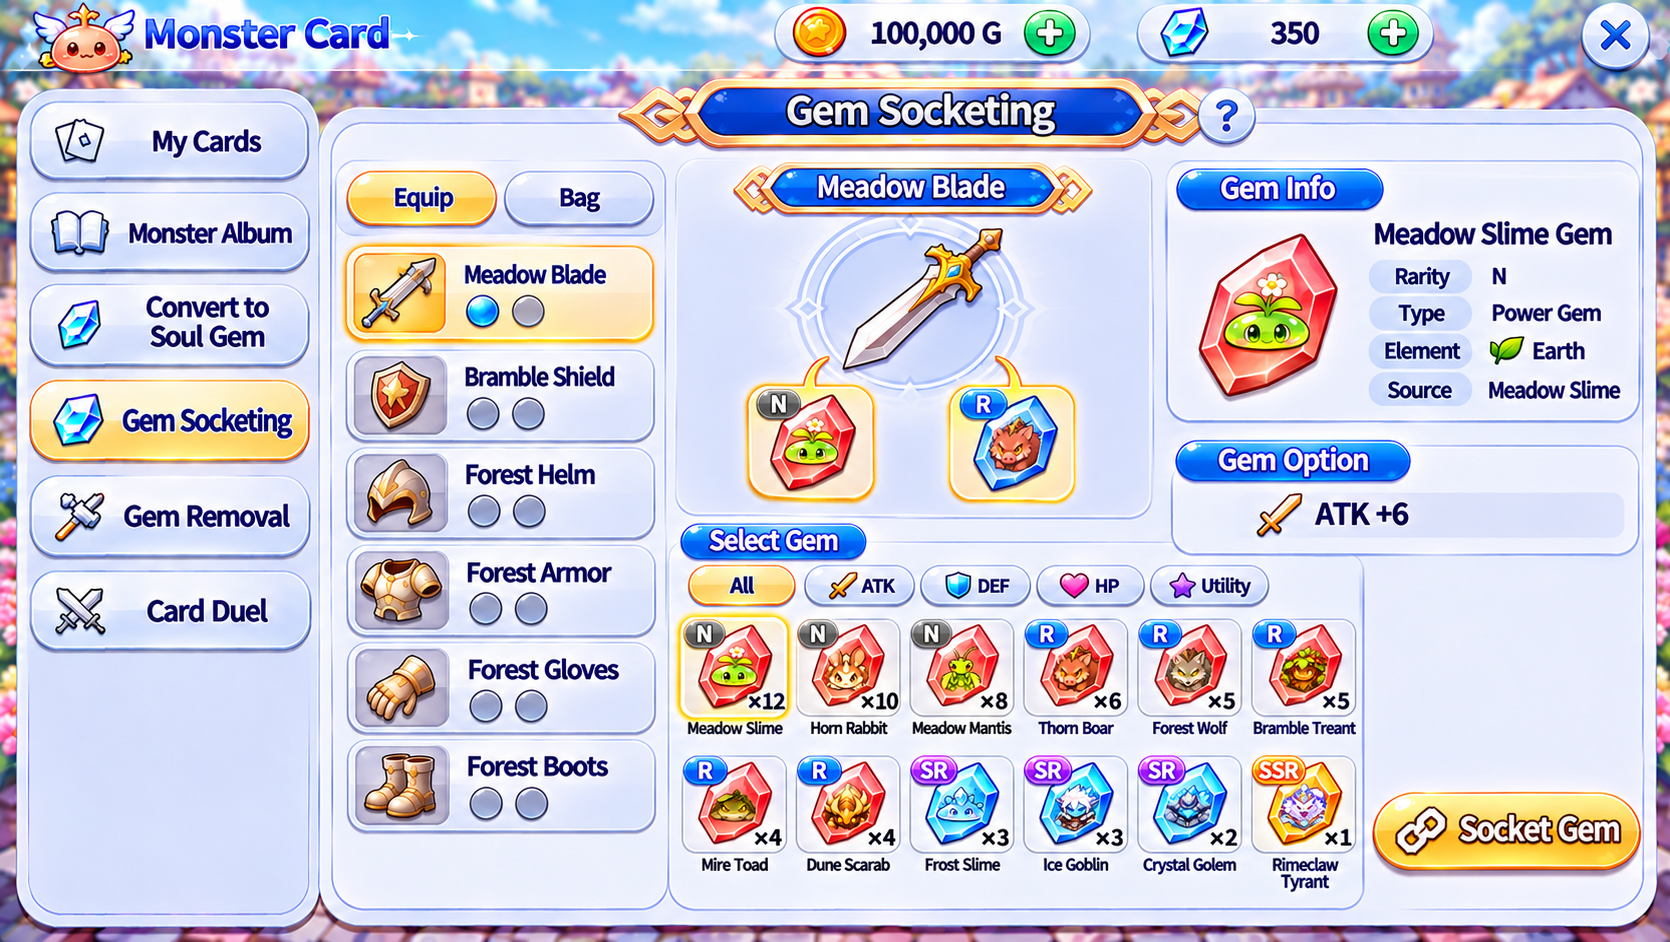 Monster Card
100,000 G
350
My Cards
Monster Album
Convert to
Soul Gem
Gem Socketing
Gem Removal
Card Duel
Gem Socketing
?
Equip
Bag
Meadow Blade
Bramble Shield
Forest Helm
Forest Armor
Forest Gloves
Forest Boots
Meadow Blade
N
R
Gem Info
Meadow Slime Gem
Rarity N
Type Power Gem
Element Earth
Source Meadow Slime
Gem Option
ATK +6
Select Gem
All
ATK
DEF
HP
Utility
N
×12
Meadow Slime
N
×10
Horn Rabbit
N
×8
Meadow Mantis
R
×6
Thorn Boar
R
×5
Forest Wolf
R
×5
Bramble Treant
R
×4
Mire Toad
R
×4
Dune Scarab
SR
×3
Frost Slime
SR
×3
Ice Goblin
SR
×2
Crystal Golem
SSR
×1
Rimeclaw
Tyrant
Socket Gem